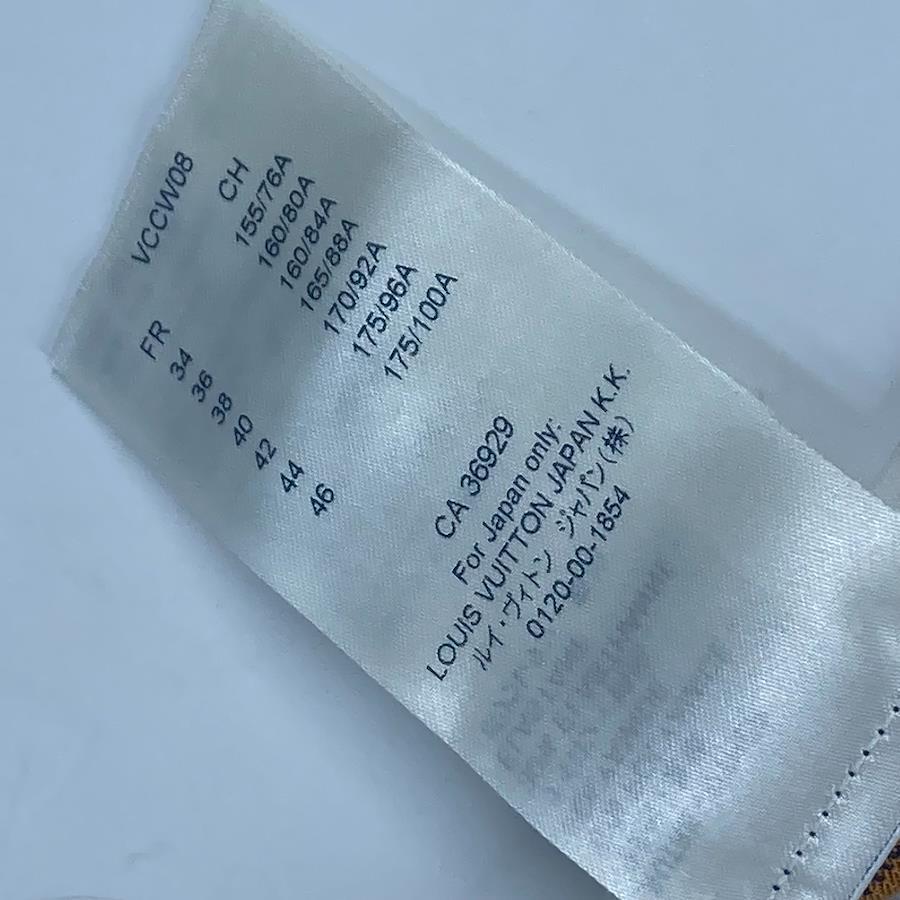 VCCW08
FR CH
34 155/76A
36 160/80A
38 160/84A
40 165/88A
42 170/92A
44 175/96A
46 175/100A
CA 36929
For Japan only:
LOUIS VUITTON JAPAN K.K.
ルイ・ヴィトン ジャパン(株)
0120-00-1854